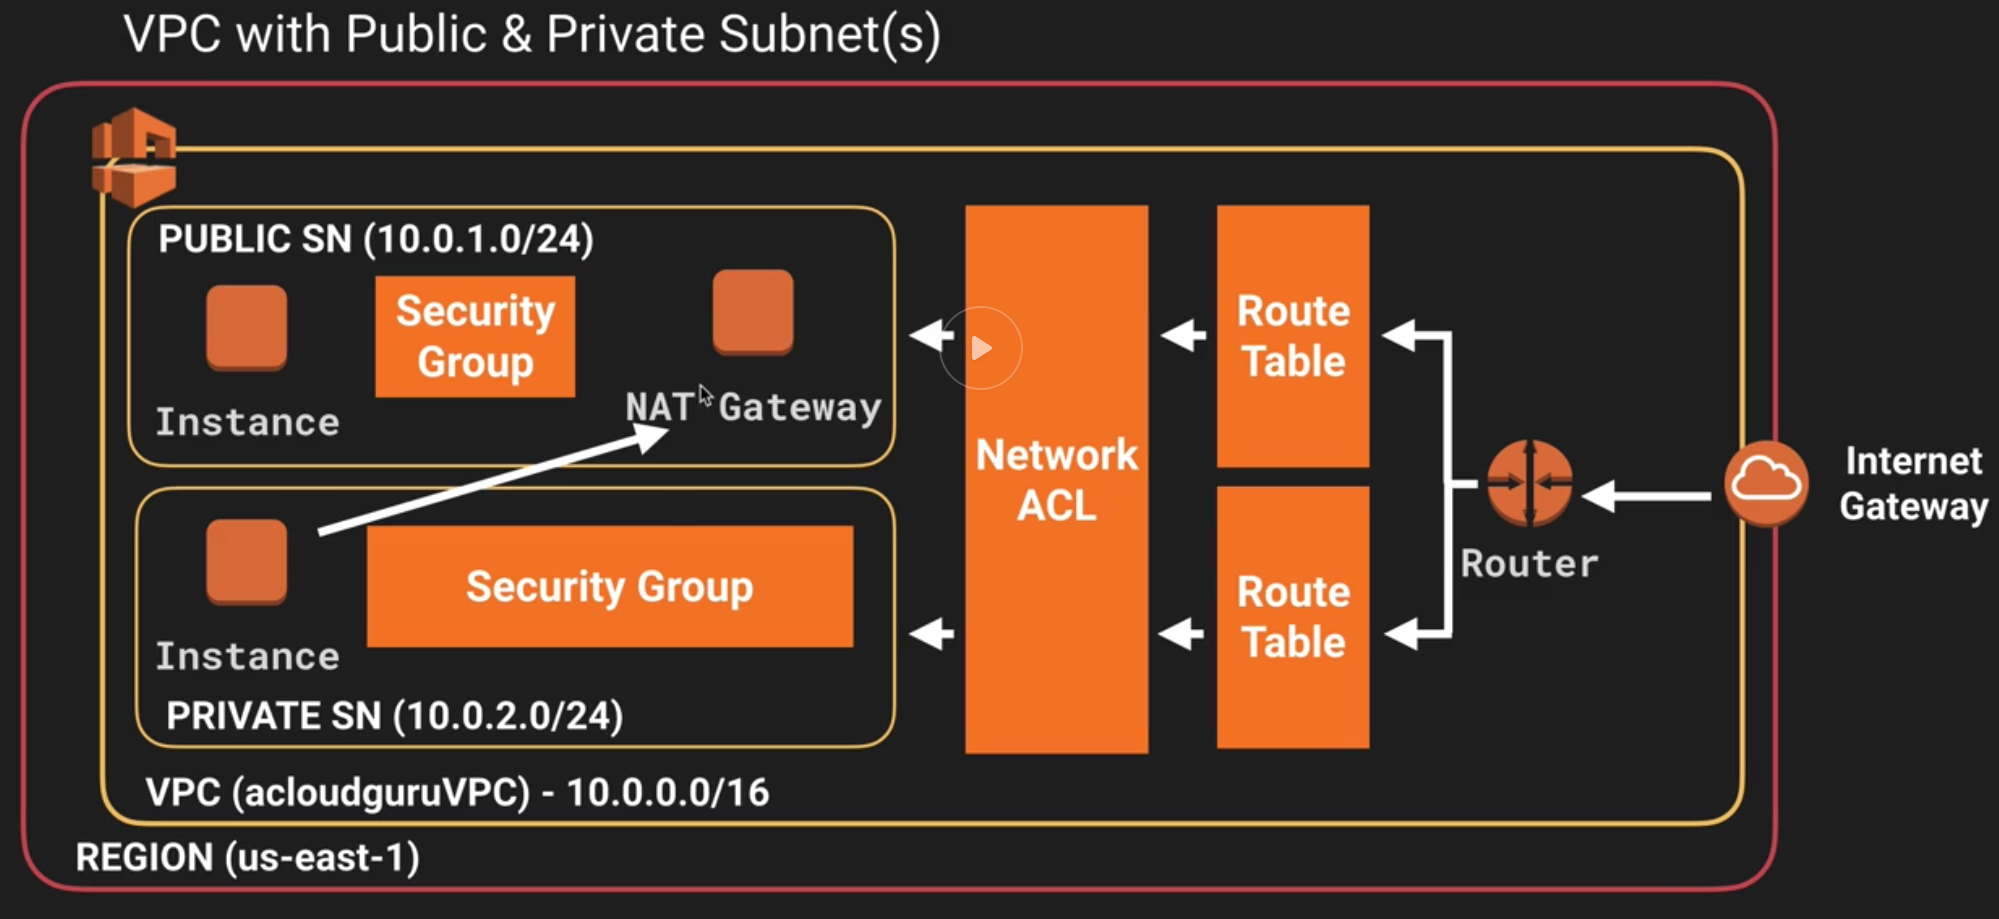 VPC with Public & Private Subnet(s)
PUBLIC SN (10.0.1.0/24)
Security
Group
Instance
NAT Gateway
Security Group
Instance
PRIVATE SN (10.0.2.0/24)
VPC (acloudguruVPC) - 10.0.0.0/16
REGION (us-east-1)
Network
ACL
Route
Table
Route
Table
Router
Internet
Gateway